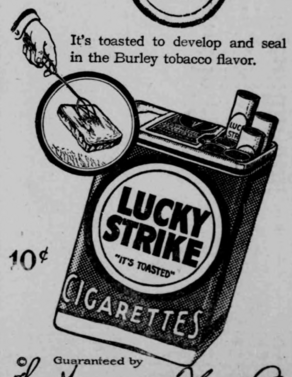 It's toasted to develop and seal
in the Burley tobacco flavor.
LUCKY
STRIKE
"IT'S TOASTED"
CIGARETTES
10¢
© Guaranteed by